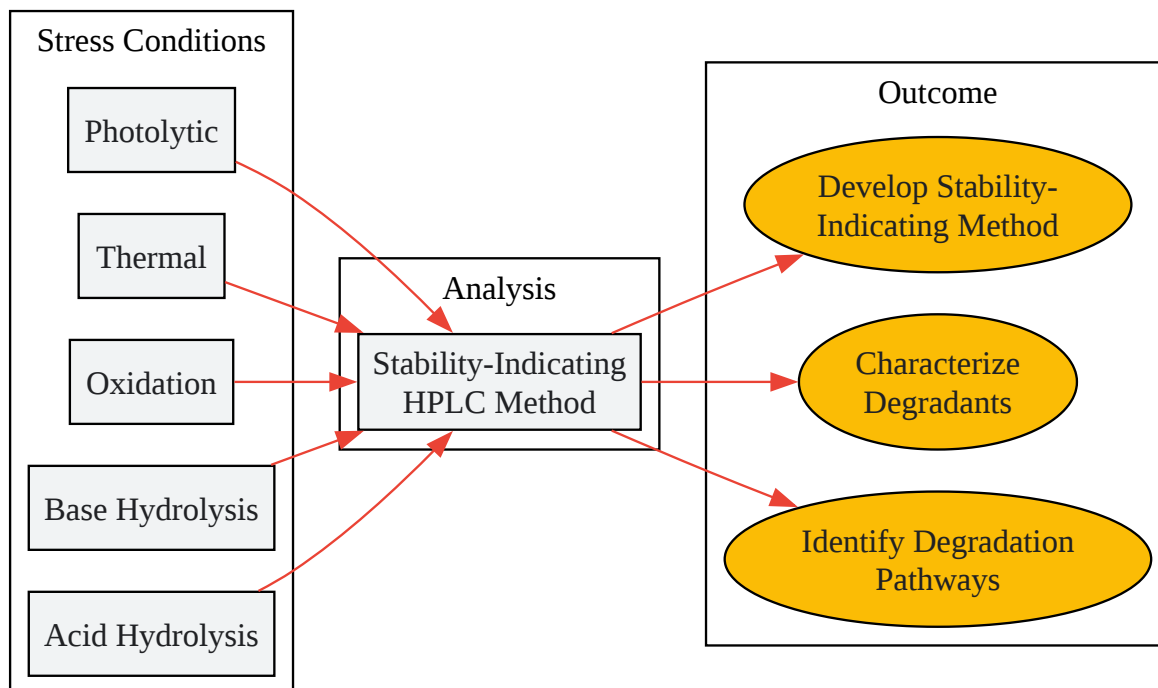 Stress Conditions
Photolytic
Thermal
Oxidation
Base Hydrolysis
Acid Hydrolysis
Analysis
Stability-Indicating
HPLC Method
Outcome
Develop Stability-
Indicating Method
Characterize
Degradants
Identify Degradation
Pathways